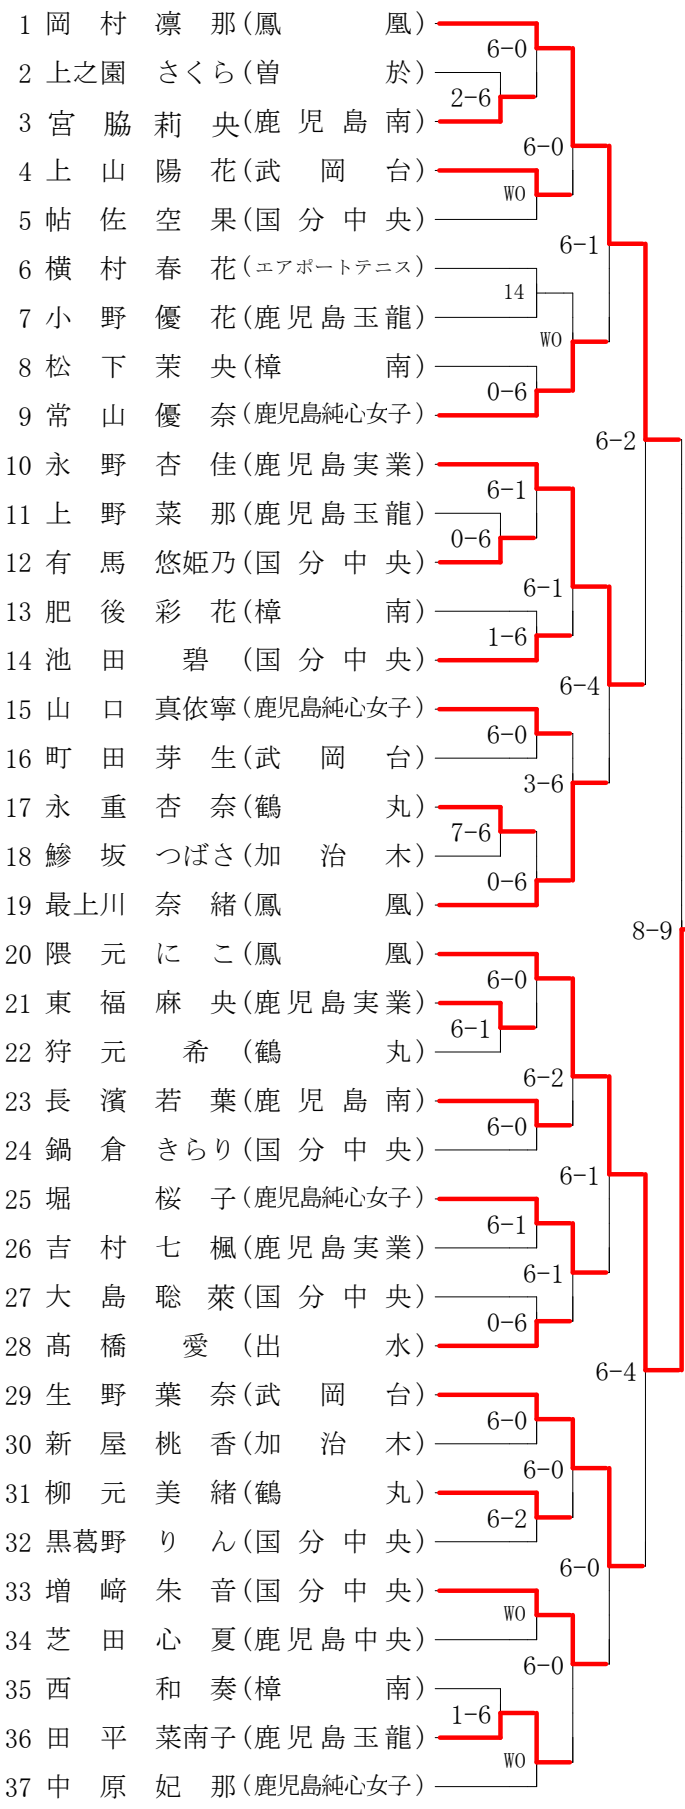 1 岡村凛那(鳳凰)
6-0
2 上之園さくら(曽於)
2-6
3 宮脇莉央(鹿児島南)
6-0
4 上山陽花(武岡台)
WO
5 帖佐空果(国分中央)
6-1
6 横村春花(エアポートテニス)
14
7 小野優花(鹿児島玉龍)
WO
8 松下茉央(樟南)
0-6
9 常山優奈(鹿児島純心女子)
6-2
10 永野杏佳(鹿児島実業)
6-1
11 上野菜那(鹿児島玉龍)
0-6
12 有馬悠姫乃(国分中央)
6-1
13 肥後彩花(樟南)
1-6
14 池田碧(国分中央)
6-4
15 山口真依寧(鹿児島純心女子)
6-0
16 町田芽生(武岡台)
3-6
17 永重杏奈(鶴丸)
7-6
18 鰺坂つばさ(加治木)
0-6
19 最上川奈緒(鳳凰)
8-9
20 隈元にこ(鳳凰)
6-0
21 東福麻央(鹿児島実業)
6-1
22 狩元希(鶴丸)
6-2
23 長濱若葉(鹿児島南)
6-0
24 鍋倉きらり(国分中央)
6-1
25 堀桜子(鹿児島純心女子)
6-1
26 吉村七楓(鹿児島実業)
6-1
27 大島聡莱(国分中央)
0-6
28 髙橋愛(出水)
6-4
29 生野葉奈(武岡台)
6-0
30 新屋桃香(加治木)
6-0
31 柳元美緒(鶴丸)
6-2
32 黒葛野りん(国分中央)
6-0
33 増﨑朱音(国分中央)
WO
34 芝田心夏(鹿児島中央)
6-0
35 西和奏(樟南)
1-6
36 田平菜南子(鹿児島玉龍)
WO
37 中原妃那(鹿児島純心女子)